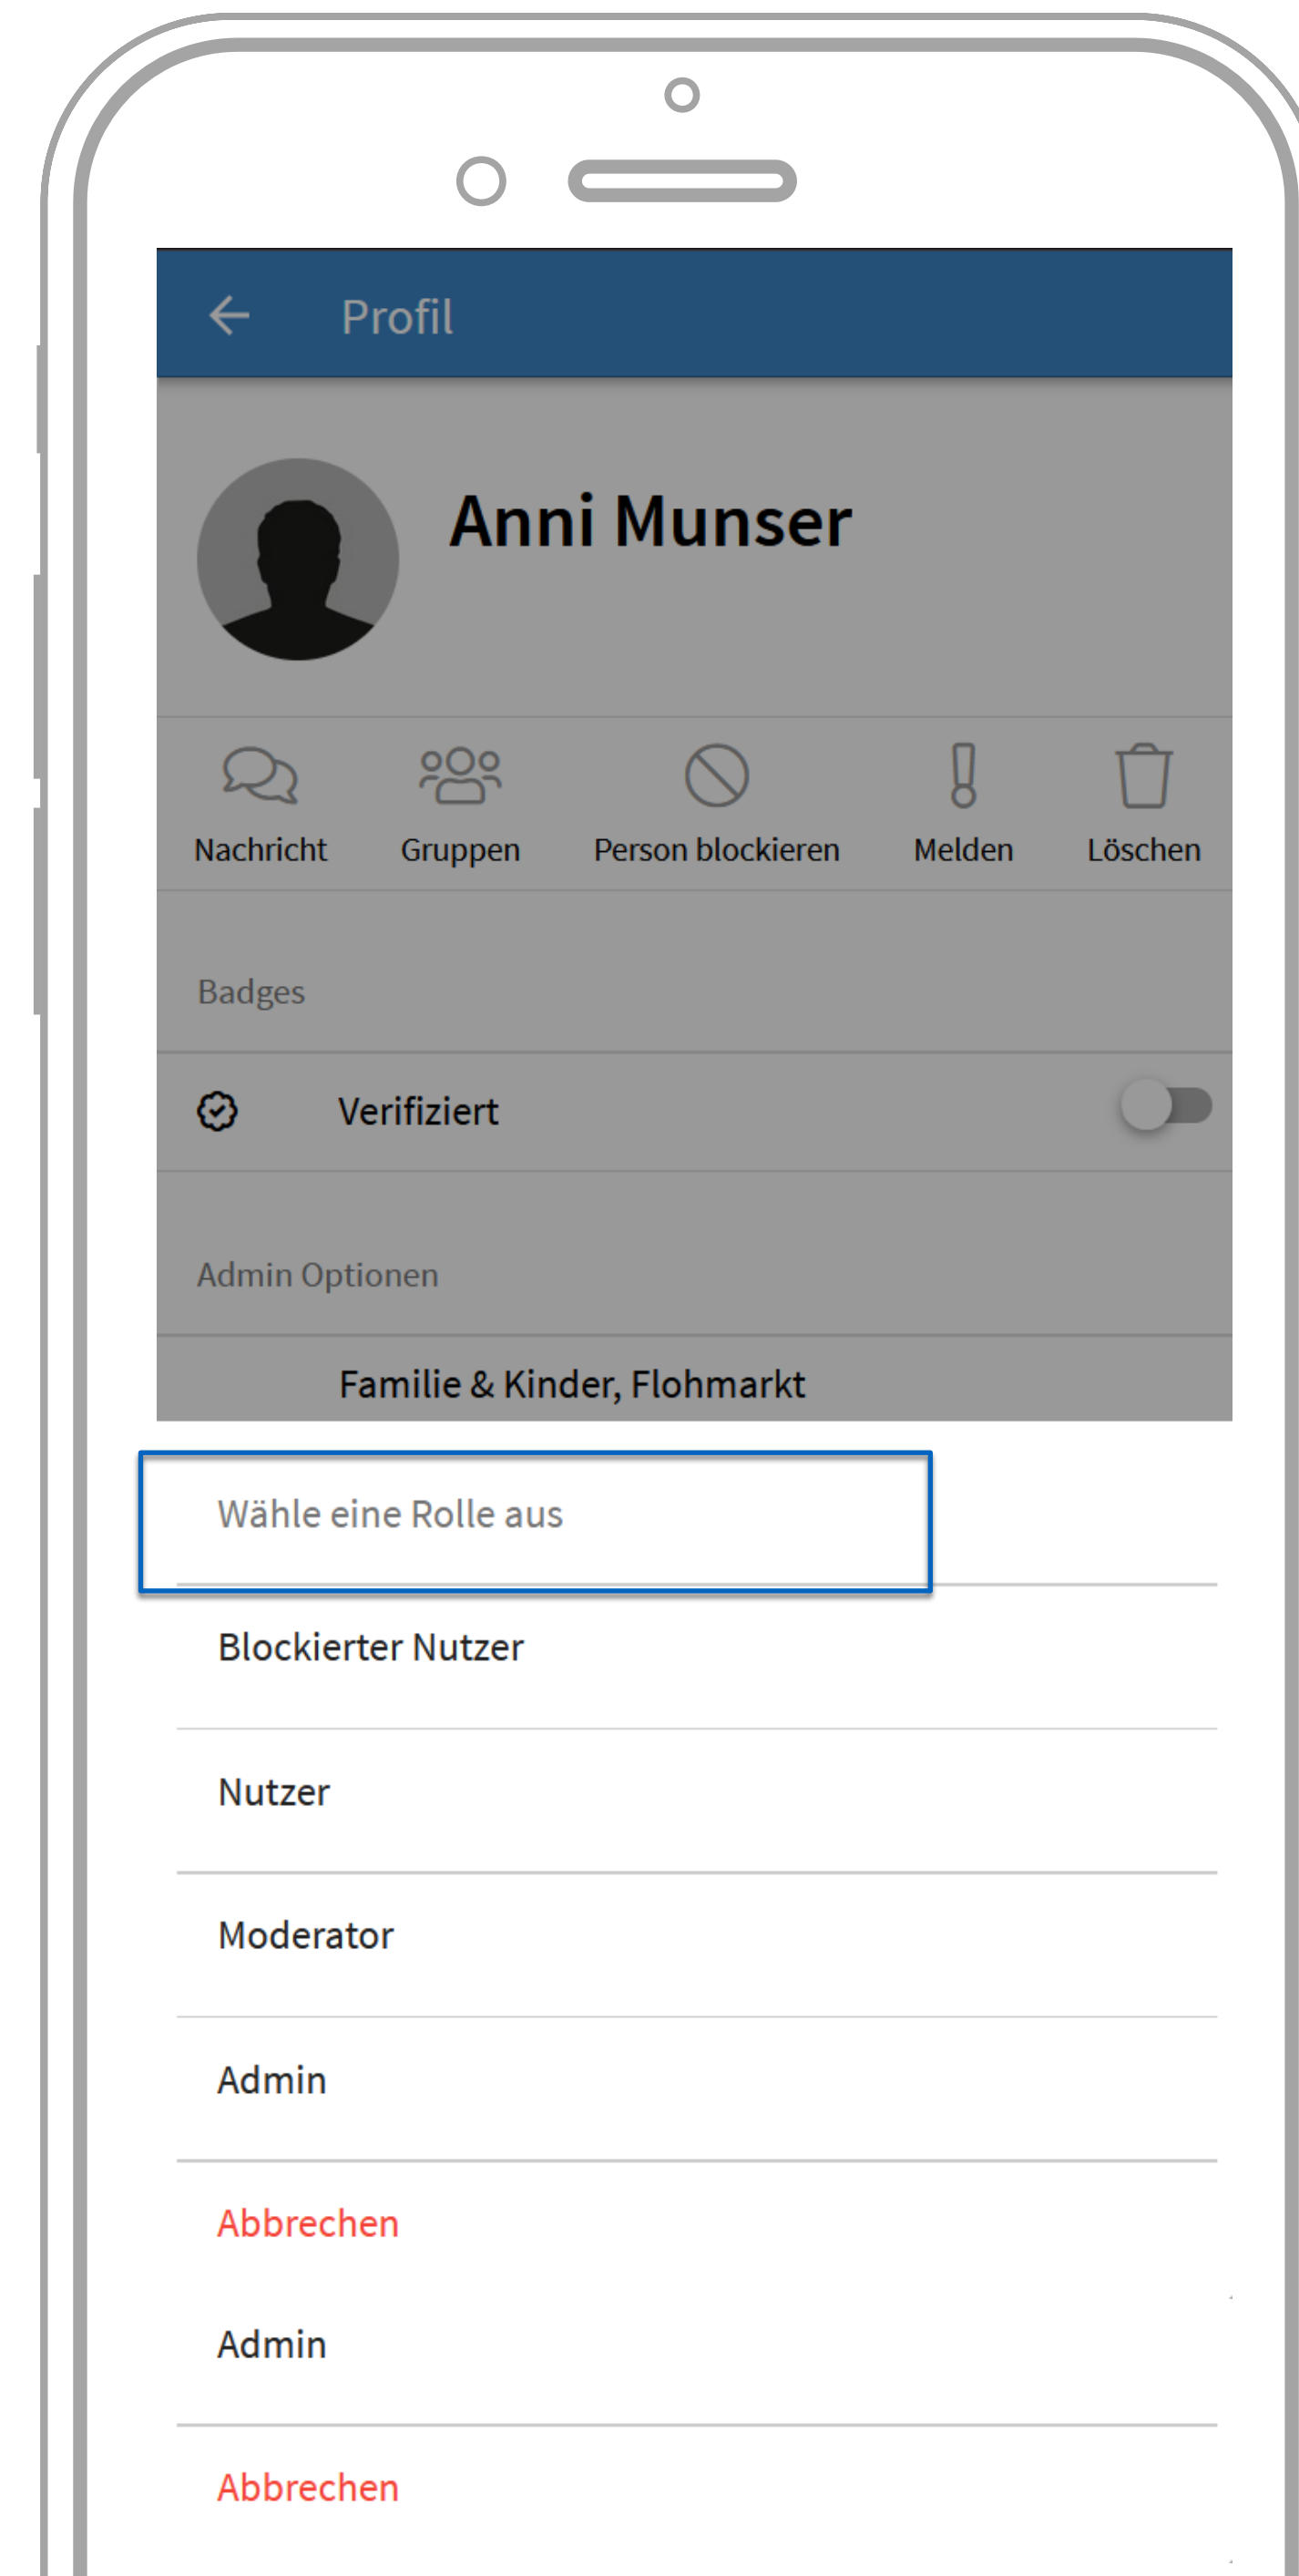 Profil
Anni Munser
Nachricht Gruppen Person blockieren Melden Löschen
Badges
Verifiziert
Admin Optionen
Familie & Kinder, Flohmarkt
Wähle eine Rolle aus
Blockierter Nutzer
Nutzer
Moderator
Admin
Abbrechen
Admin
Abbrechen